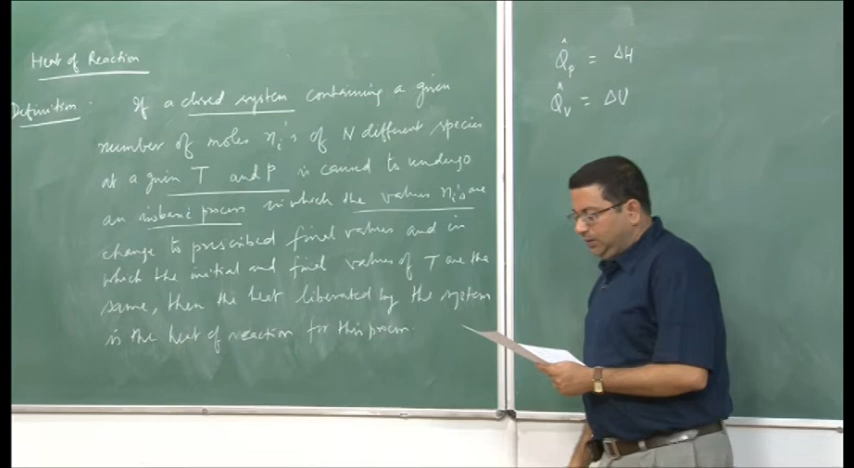 Heat of Reaction
Definition. If a closed system containing a given
number of moles ni's of N different species
at a given T and P is caused to undergo
an isobaric process in which the values ni's are
change to prescribed final values and in
which the initial and final values of T are the
same, then the heat liberated by the system
is the heat of reaction for this process.
Q̂p = ΔH
Q̂v = ΔU